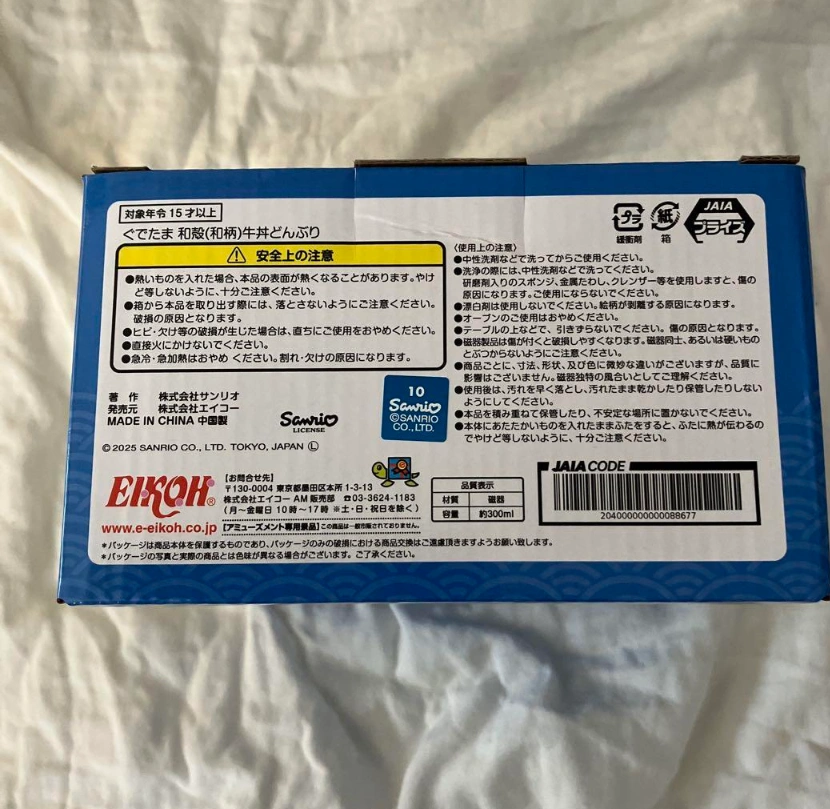 対象年令15才以上
ぐでたま 和殻(和柄)牛丼どんぶり
安全上の注意
●熱いものを入れた場合、本品の表面が熱くなることがあります。やけ
ど等しないように、十分ご注意ください。
●箱から本品を取り出す際には、落とさないようにご注意ください。
破損の原因となります。
●ヒビ・欠け等の破損が生じた場合は、直ちにご使用をおやめください。
●直接火にかけないでください。
●急冷・急加熱はおやめ ください。割れ・欠けの原因になります。
著作 株式会社サンリオ
発売元 株式会社エイコー
MADE IN CHINA 中国製
Sanrio
LICENSE
10
Sanrio
©SANRIO
CO., LTD.
© 2025 SANRIO CO., LTD. TOKYO, JAPAN Ⓛ
EIKOH®
www.e-eikoh.co.jp
【お問合せ先】
〒130-0004 東京都墨田区本所1-3-13
株式会社エイコー AM販売部 ☎03-3624-1183
(月～金曜日10時～17時 ※土・日・祝日を除く)
【アミューズメント専用景品】この商品は一般市販されておりません。
*パッケージは商品本体を保護するものであり、パッケージのみの破損における商品交換はご遠慮頂きますようお願い致します。
*パッケージの写真と実際の商品とは色味が異なる場合がございます。ご了承ください。
プラ
緩衝剤
紙
箱
JAIA
プライズ
〈使用上の注意〉
●中性洗剤などで洗ってからご使用ください。
●洗浄の際には、中性洗剤などで洗ってください。
研磨剤入りのスポンジ、金属たわし、クレンザー等を使用しますと、傷の
原因になります。ご使用にならないでください。
●漂白剤は使用しないでください。絵柄が剥離する原因になります。
●オーブンのご使用はおやめください。
●テーブルの上などで、引きずらないでください。傷の原因となります。
●磁器製品は傷が付くと破損しやすくなります。磁器同士、あるいは硬いもの
とぶつからないようにご注意ください。
●商品ごとに、寸法、形状、及び色に微妙な違いがございますが、品質に
影響はございません。磁器独特の風合いとしてご理解ください。
●使用後は、汚れを早く落とし、汚れたまま乾かしたり保管したりしない
ようにしてください。
●本品を積み重ねて保管したり、不安定な場所に置かないでください。
●本体にあたたかいものを入れたままふたをすると、ふたに熱が伝わるの
でやけど等しないように、十分ご注意ください。
品質表示
材質 磁器
容量 約300ml
JAIA CODE
2040000000000088677